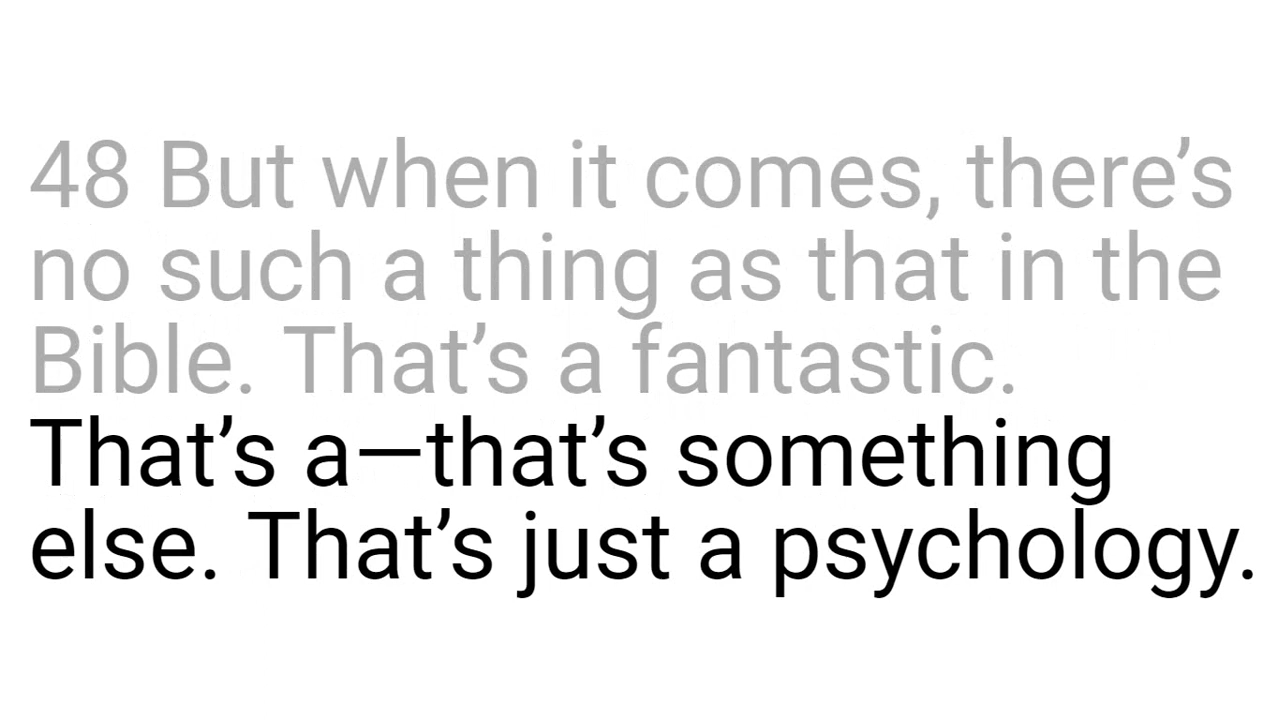 48 But when it comes, there’s
no such a thing as that in the
Bible. That’s a fantastic.
That’s a—that’s something
else. That’s just a psychology.